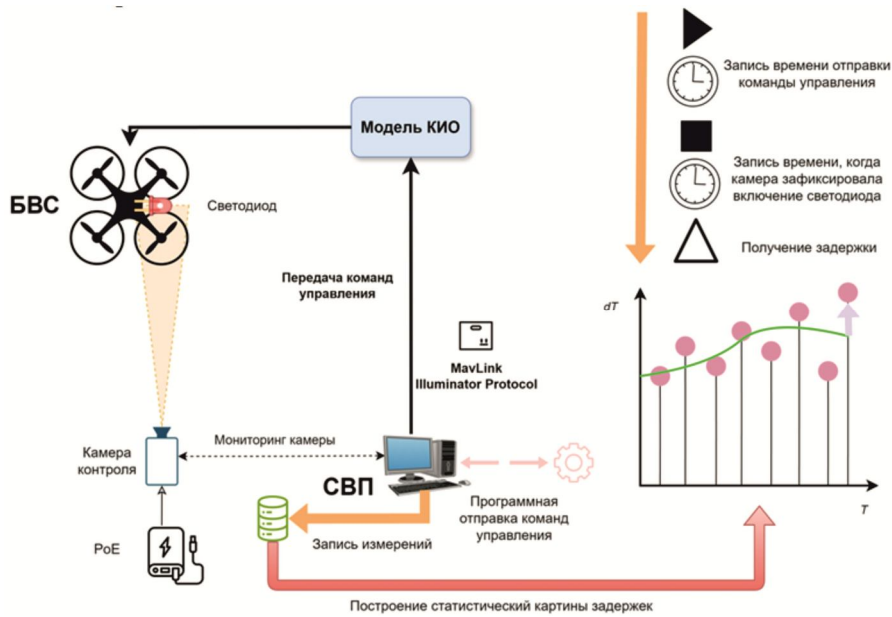 Запись времени отправки
команды управления
Модель КИО
Запись времени, когда
камера зафиксировала
включение светодиода
БВС
Светодиод
Получение задержки
Передача команд
управления
dT
MavLink
Illuminator Protocol
Мониторинг камеры
Камера
контроля
СВП
Программная
отправка команд
управления
T
Запись измерений
PoE
Построение статистический картины задержек